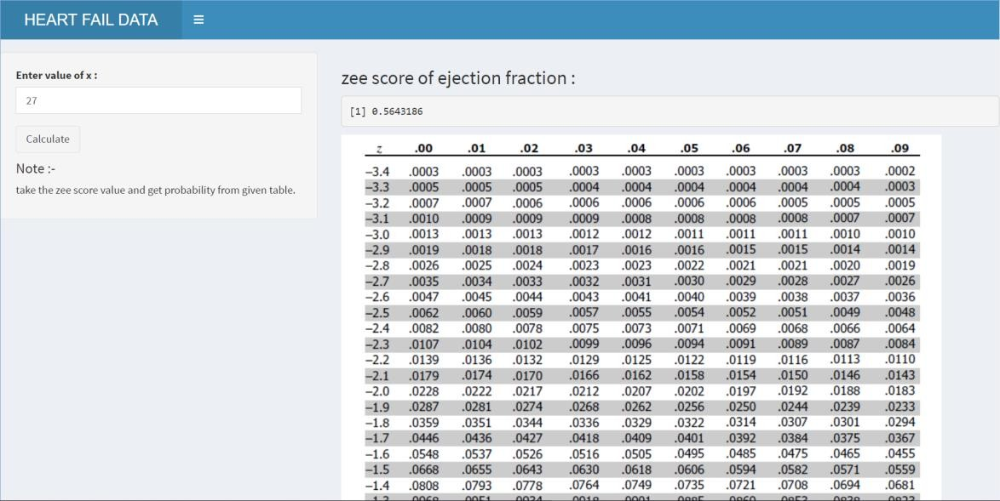 HEART FAIL DATA ☰
Enter value of x :
27
Calculate
Note :-
take the zee score value and get probability from given table.
zee score of ejection fraction :
[1] 0.5643186
z .00 .01 .02 .03 .04 .05 .06 .07 .08 .09
−3.4 .0003 .0003 .0003 .0003 .0003 .0003 .0003 .0003 .0003 .0002
−3.3 .0005 .0005 .0005 .0004 .0004 .0004 .0004 .0004 .0004 .0003
−3.2 .0007 .0007 .0006 .0006 .0006 .0006 .0006 .0005 .0005 .0005
−3.1 .0010 .0009 .0009 .0009 .0008 .0008 .0008 .0008 .0007 .0007
−3.0 .0013 .0013 .0013 .0012 .0012 .0011 .0011 .0011 .0010 .0010
−2.9 .0019 .0018 .0018 .0017 .0016 .0016 .0015 .0015 .0014 .0014
−2.8 .0026 .0025 .0024 .0023 .0023 .0022 .0021 .0021 .0020 .0019
−2.7 .0035 .0034 .0033 .0032 .0031 .0030 .0029 .0028 .0027 .0026
−2.6 .0047 .0045 .0044 .0043 .0041 .0040 .0039 .0038 .0037 .0036
−2.5 .0062 .0060 .0059 .0057 .0055 .0054 .0052 .0051 .0049 .0048
−2.4 .0082 .0080 .0078 .0075 .0073 .0071 .0069 .0068 .0066 .0064
−2.3 .0107 .0104 .0102 .0099 .0096 .0094 .0091 .0089 .0087 .0084
−2.2 .0139 .0136 .0132 .0129 .0125 .0122 .0119 .0116 .0113 .0110
−2.1 .0179 .0174 .0170 .0166 .0162 .0158 .0154 .0150 .0146 .0143
−2.0 .0228 .0222 .0217 .0212 .0207 .0202 .0197 .0192 .0188 .0183
−1.9 .0287 .0281 .0274 .0268 .0262 .0256 .0250 .0244 .0239 .0233
−1.8 .0359 .0351 .0344 .0336 .0329 .0322 .0314 .0307 .0301 .0294
−1.7 .0446 .0436 .0427 .0418 .0409 .0401 .0392 .0384 .0375 .0367
−1.6 .0548 .0537 .0526 .0516 .0505 .0495 .0485 .0475 .0465 .0455
−1.5 .0668 .0655 .0643 .0630 .0618 .0606 .0594 .0582 .0571 .0559
−1.4 .0808 .0793 .0778 .0764 .0749 .0735 .0721 .0708 .0694 .0681